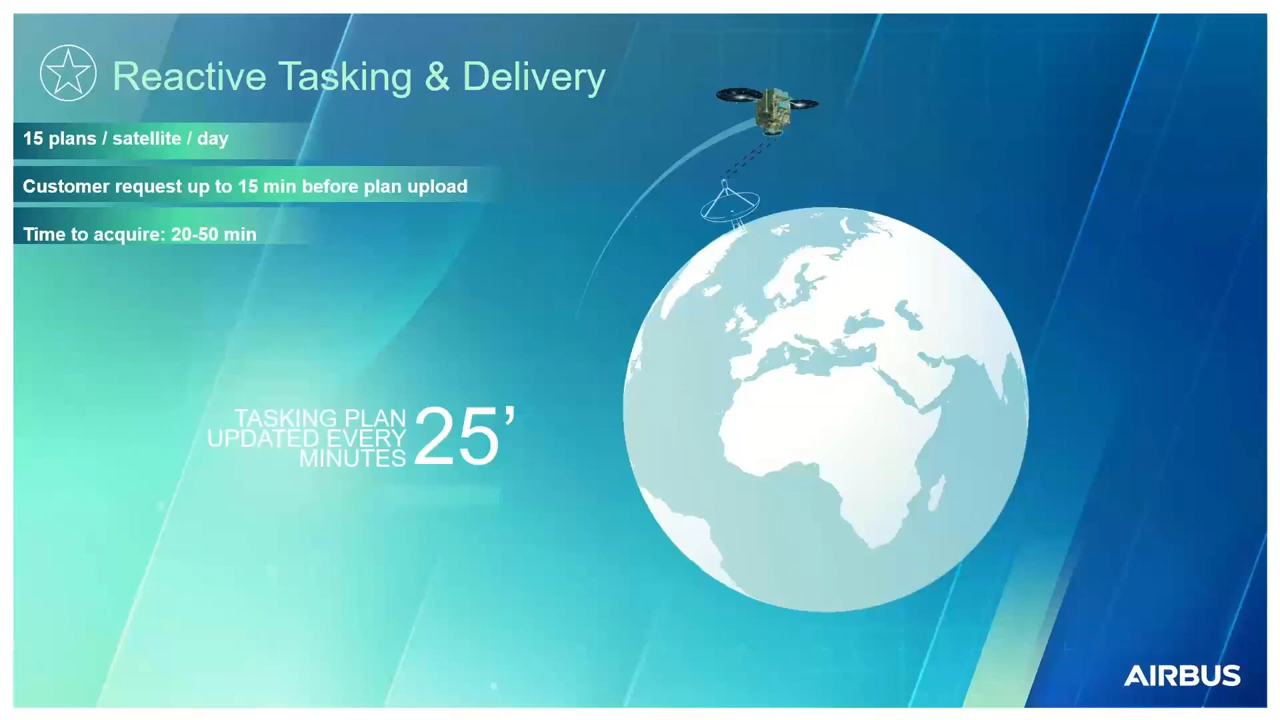 Reactive Tasking & Delivery
15 plans / satellite / day
Customer request up to 15 min before plan upload
Time to acquire: 20-50 min
TASKING PLAN
UPDATED EVERY
MINUTES
25’
AIRBUS